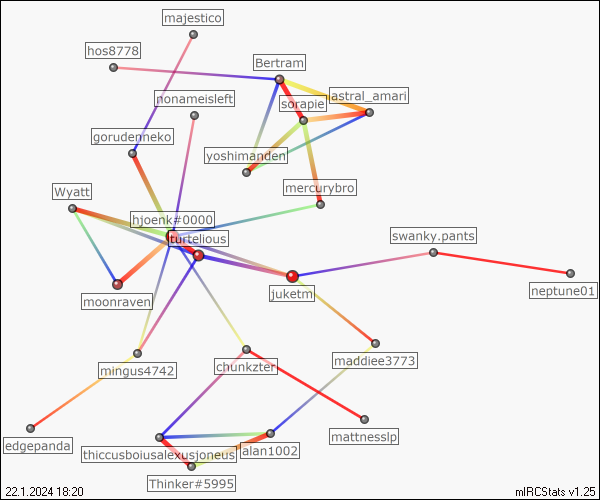 majestico
hos8778
Bertram
nonameisleft
astral_amari
sorapie
gorudenneko
yoshimanden
mercurybro
Wyatt
hjoenk#0000
turtelious
swanky.pants
moonraven
juketm
neptune01
mingus4742
chunkzter
maddiee3773
edgepanda
mattnesslp
thiccusboiusalexusjoneus
alan1002
Thinker#5995
22.1.2024 18:20
mIRCStats v1.25